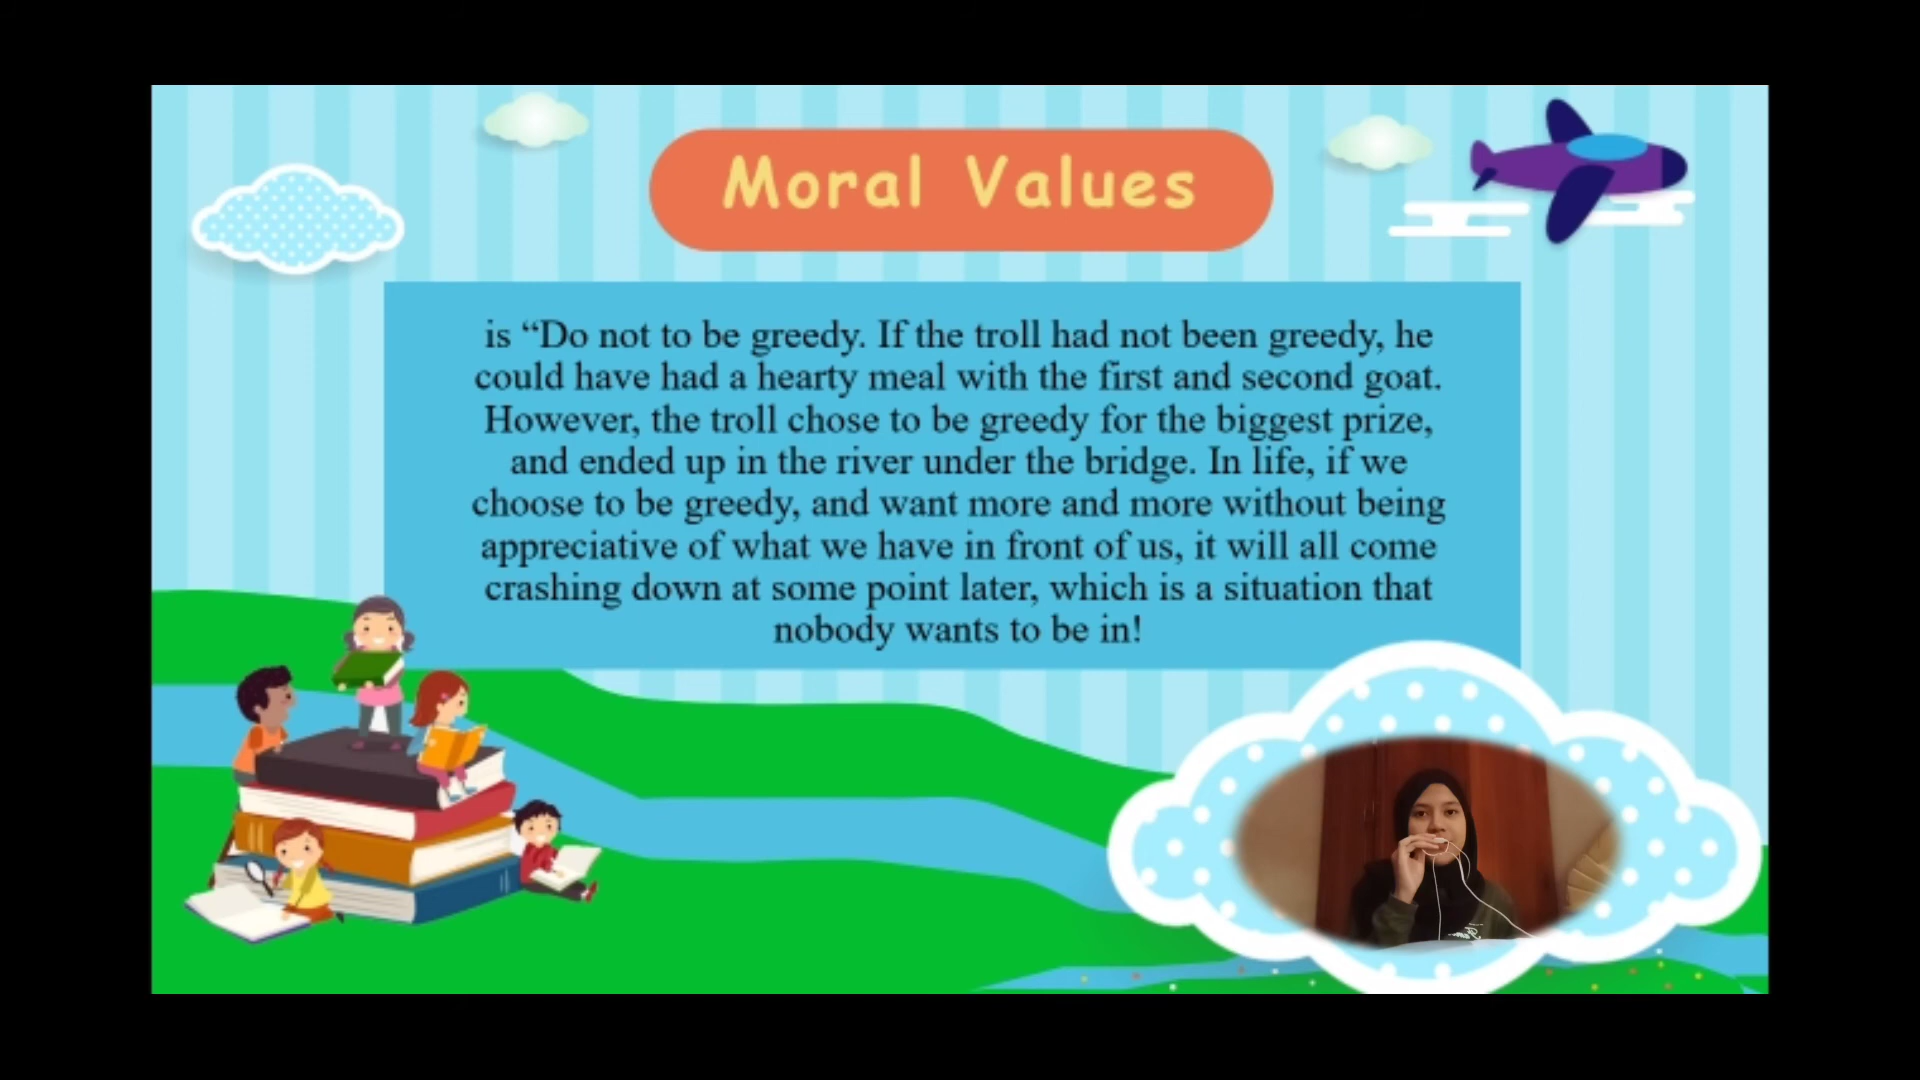 Moral Values
is “Do not to be greedy. If the troll had not been greedy, he
could have had a hearty meal with the first and second goat.
However, the troll chose to be greedy for the biggest prize,
and ended up in the river under the bridge. In life, if we
choose to be greedy, and want more and more without being
appreciative of what we have in front of us, it will all come
crashing down at some point later, which is a situation that
nobody wants to be in!